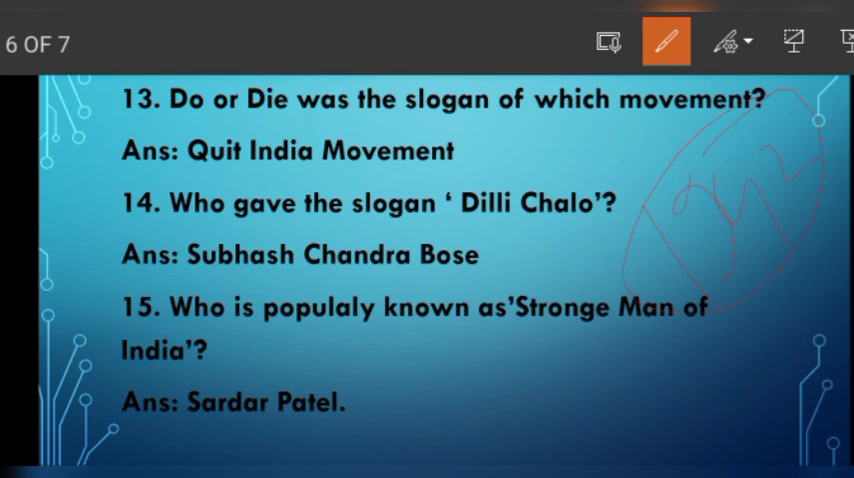 6 OF 7
13. Do or Die was the slogan of which movement?
Ans: Quit India Movement
14. Who gave the slogan ‘ Dilli Chalo’?
Ans: Subhash Chandra Bose
15. Who is populaly known as’Stronge Man of
India’?
Ans: Sardar Patel.